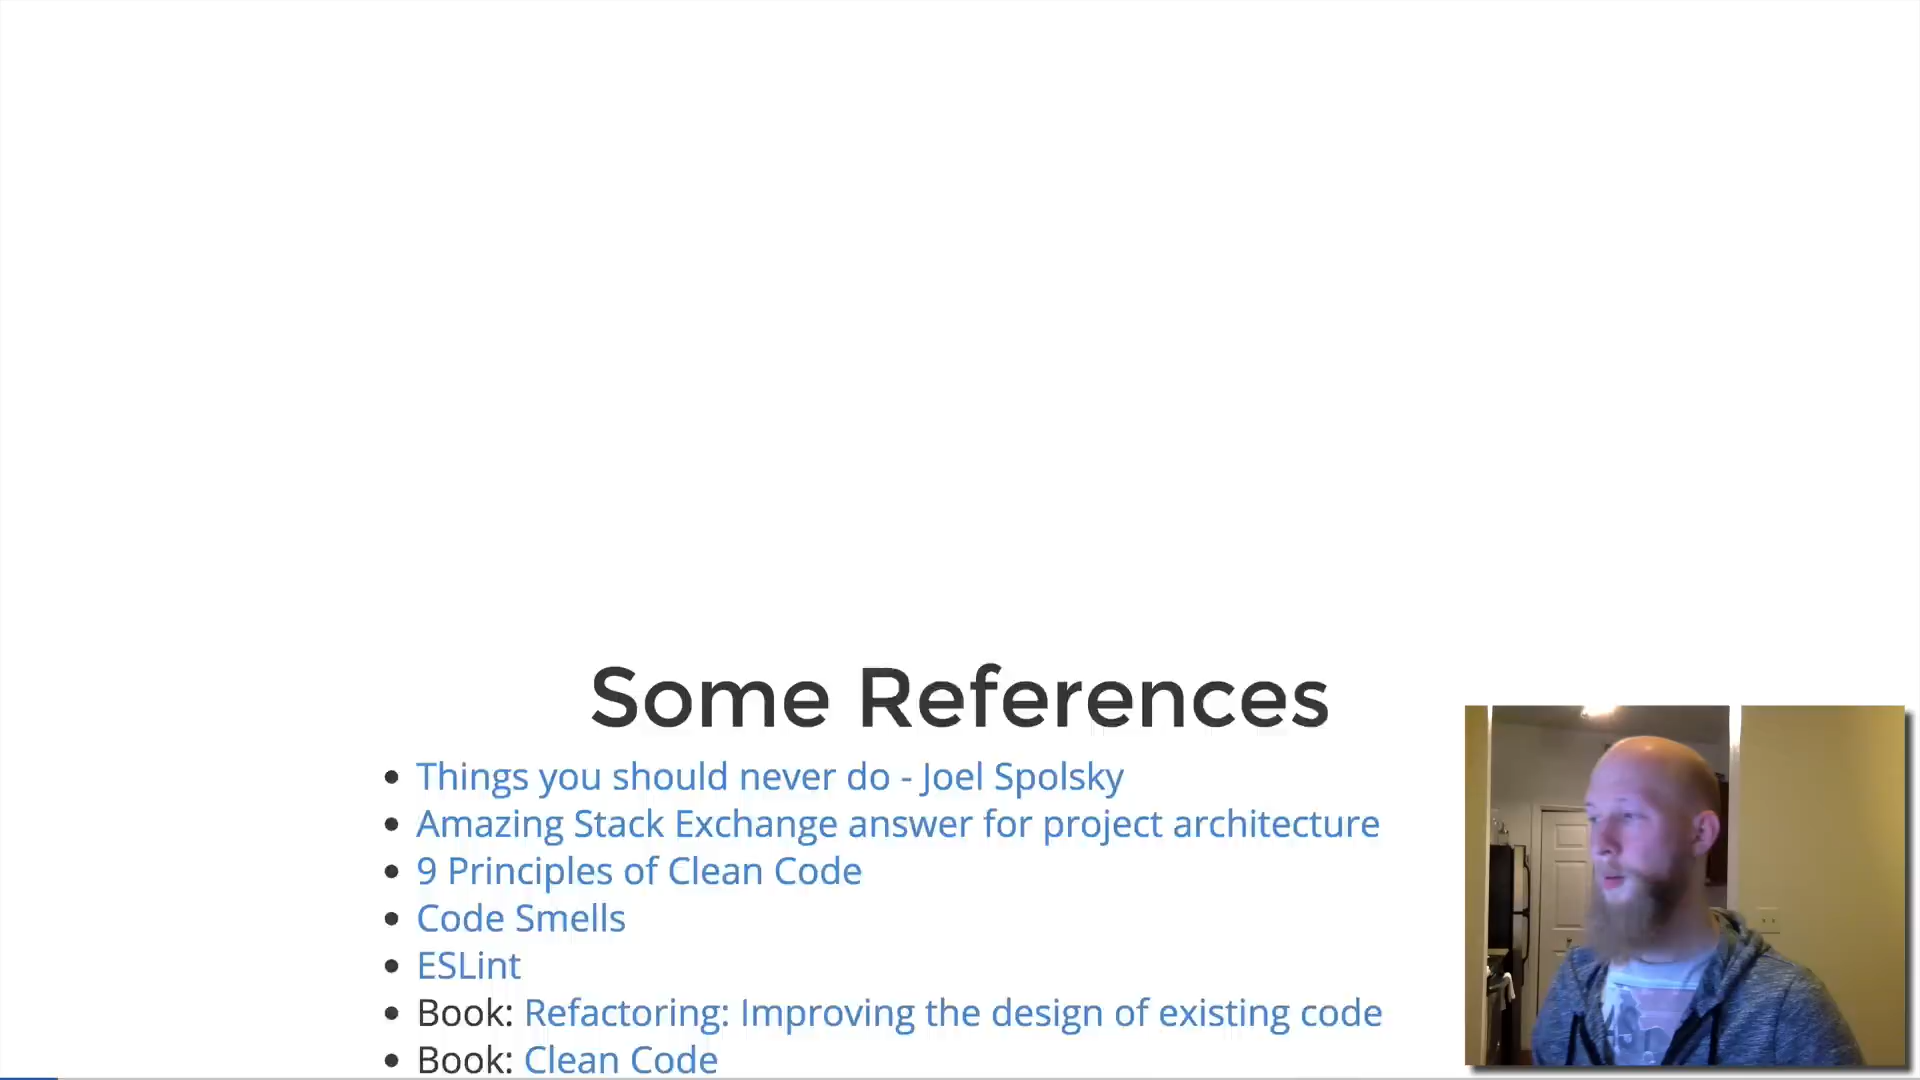 Some References
Things you should never do - Joel Spolsky
Amazing Stack Exchange answer for project architecture
9 Principles of Clean Code
Code Smells
ESLint
Book: Refactoring: Improving the design of existing code
Book: Clean Code